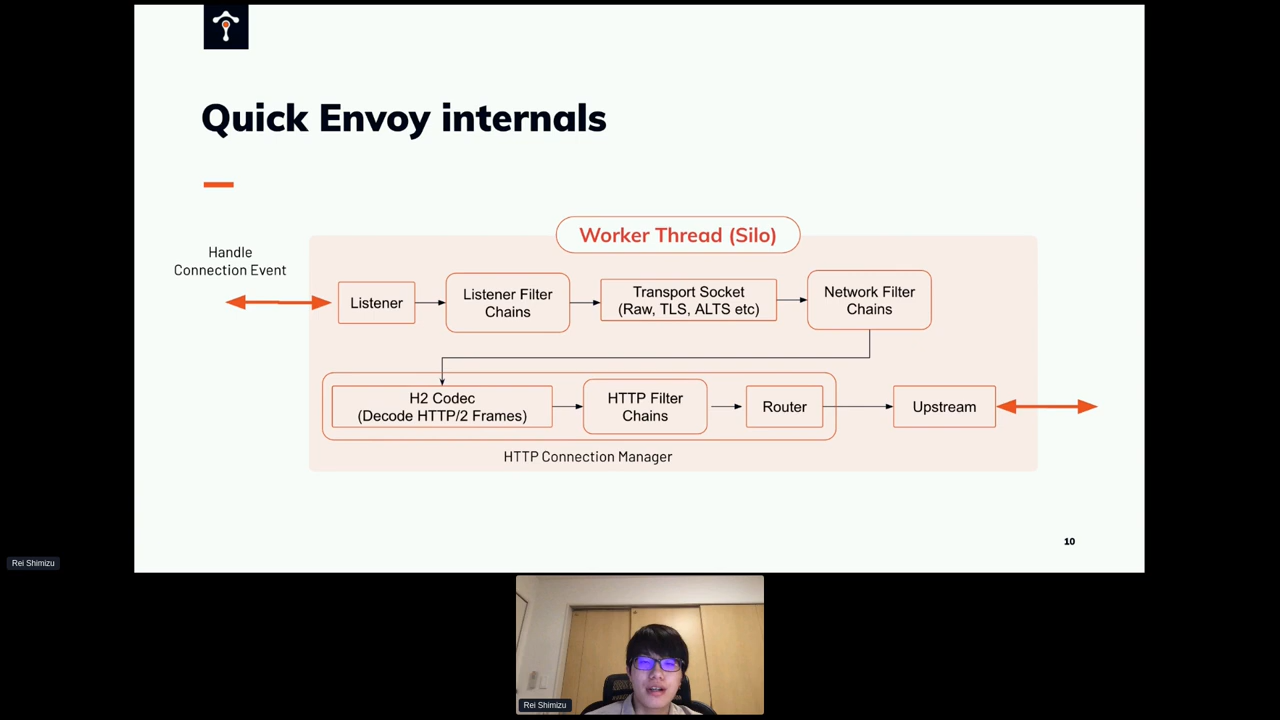 Quick Envoy internals
Worker Thread (Silo)
Handle
Connection Event
Listener
Listener Filter
Chains
Transport Socket
(Raw, TLS, ALTS etc)
Network Filter
Chains
H2 Codec
(Decode HTTP/2 Frames)
HTTP Filter
Chains
Router
Upstream
HTTP Connection Manager
10
Rei Shimizu
Rei Shimizu